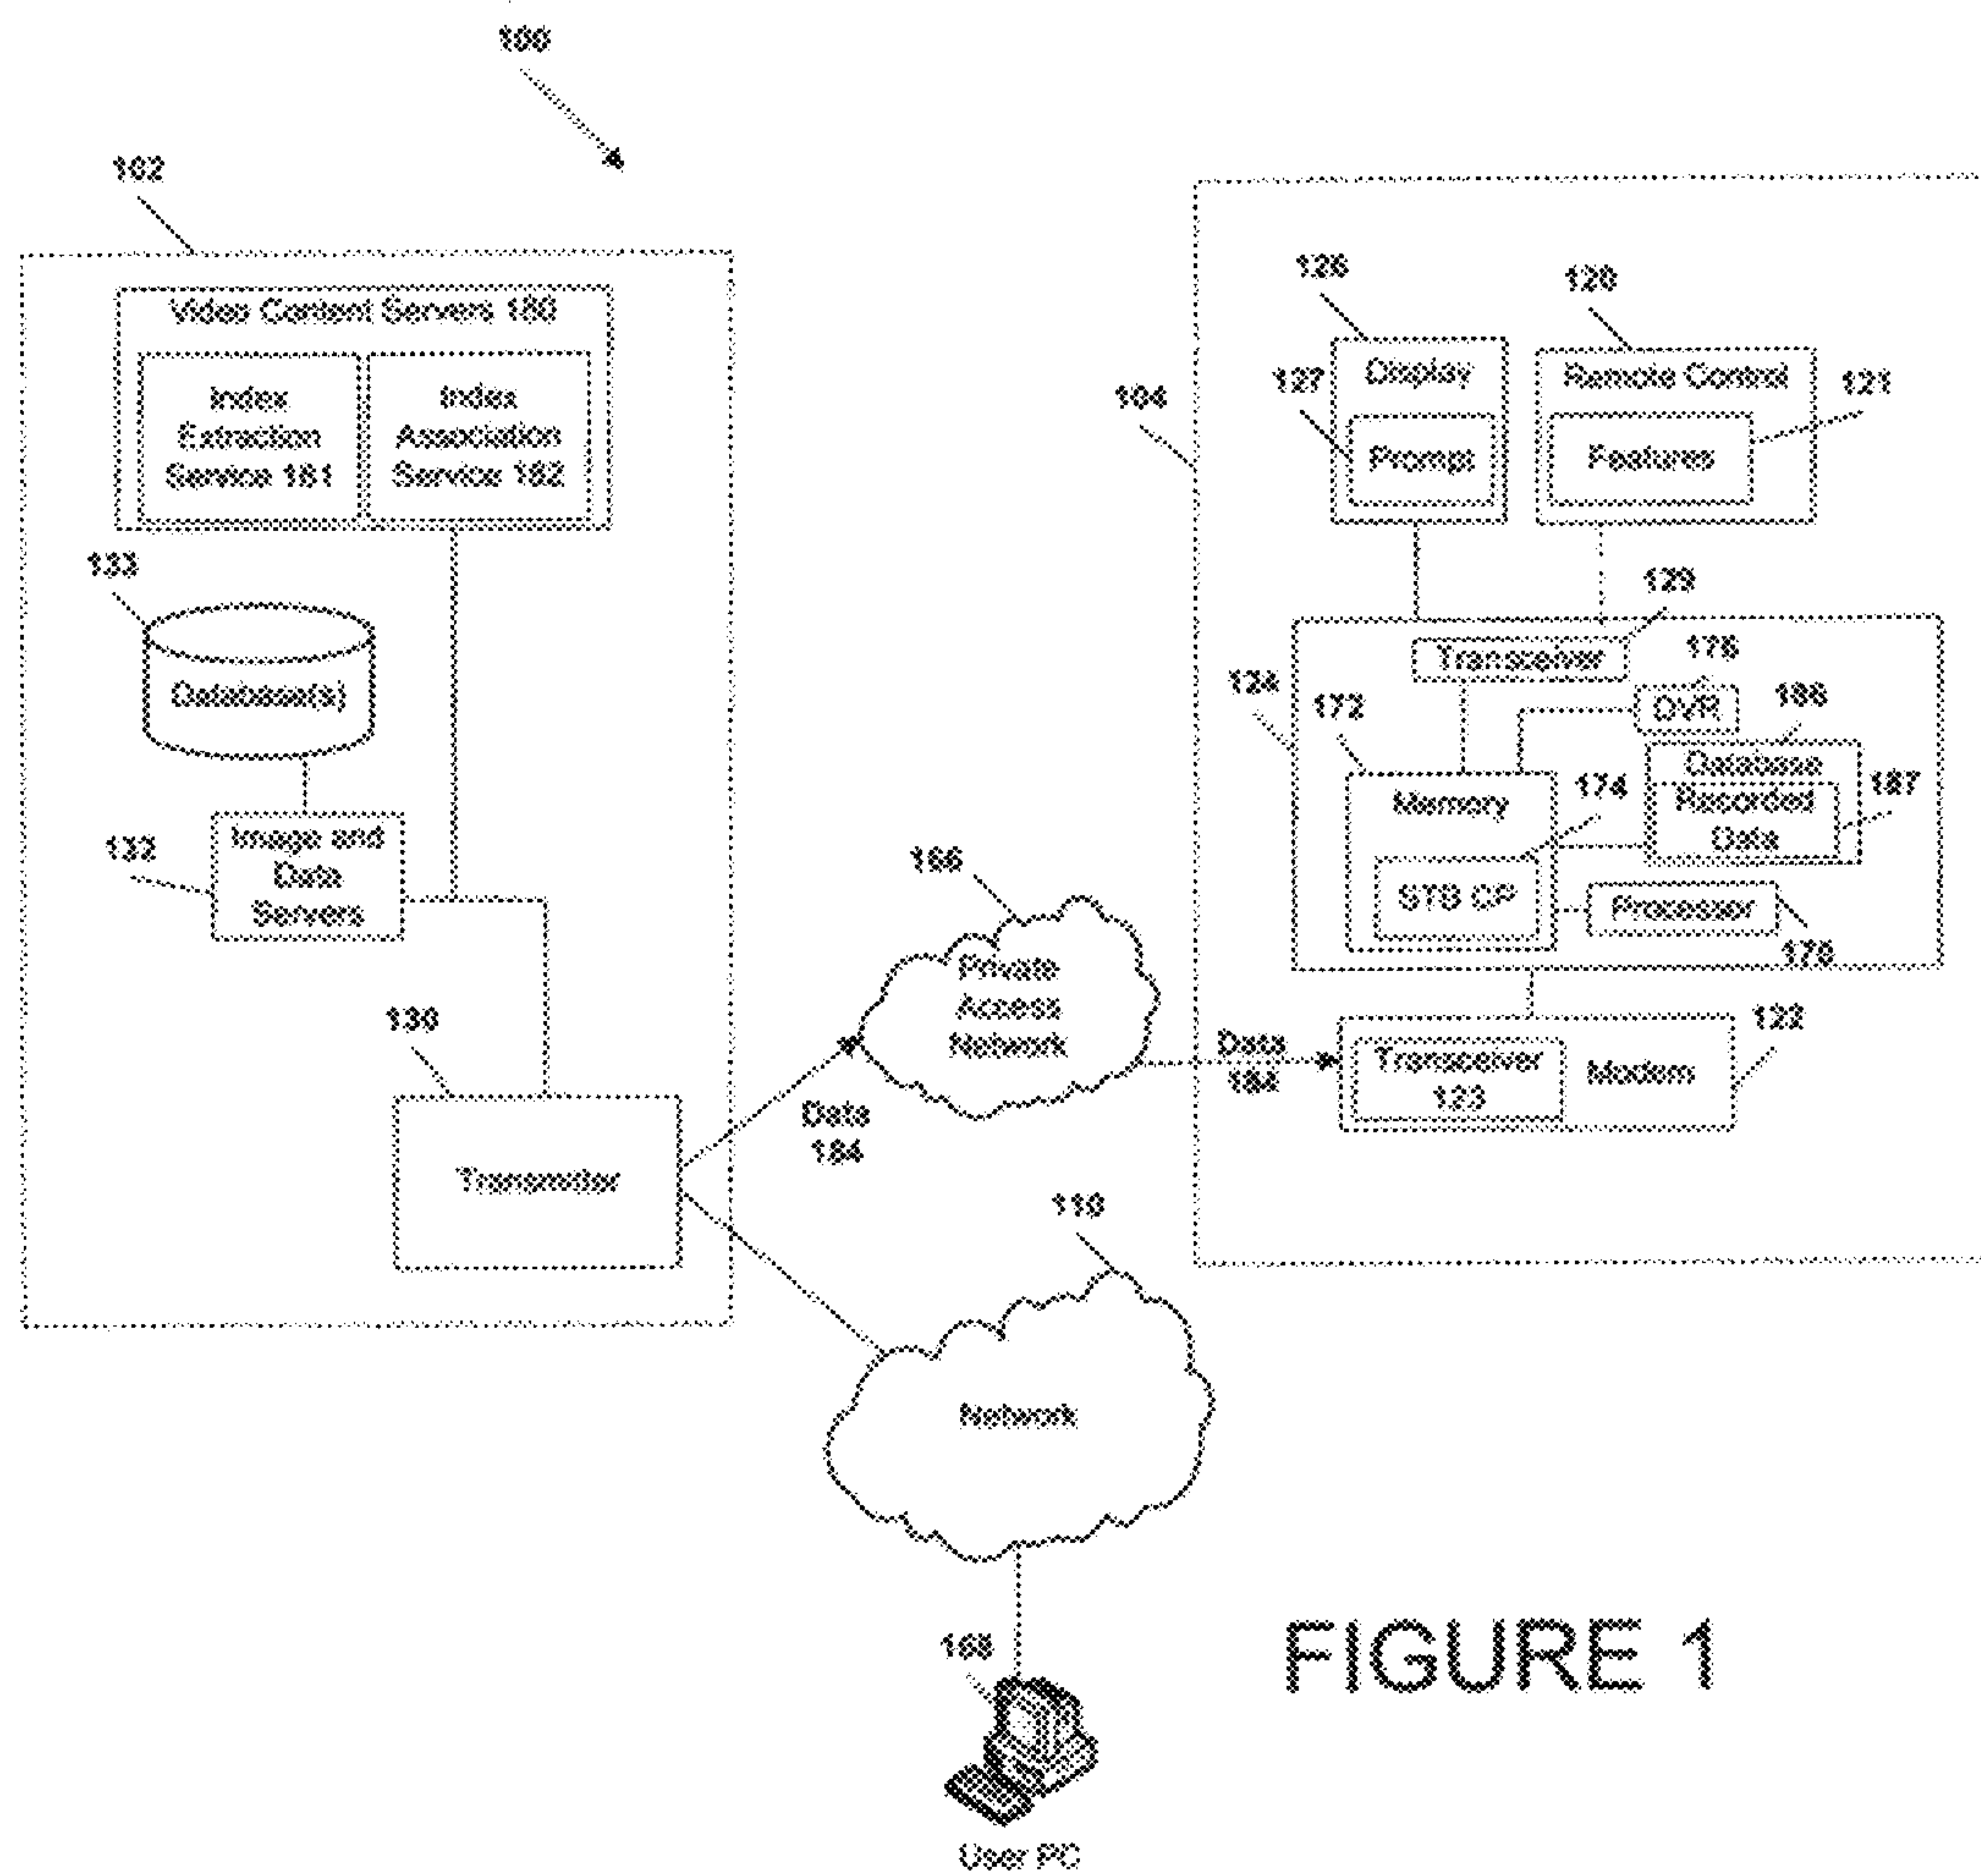 100
102
Video Content Servers 180
Index
Extraction
Service 181
Index
Association
Service 182
133
Database(s)
132
Image and
Data
Servers
130
Transmitter
166
Private
Access
Network
Data
184
Data
184
110
Network
168
User PC
104
126
Display
127
Prompt
120
Remote Control
121
Features
129
Transceiver
124
172
Memory
174
STB CP
178
DVR
186
Database
187
Recorded
Data
Processor
Transceiver
123
Modem
122
FIGURE 1